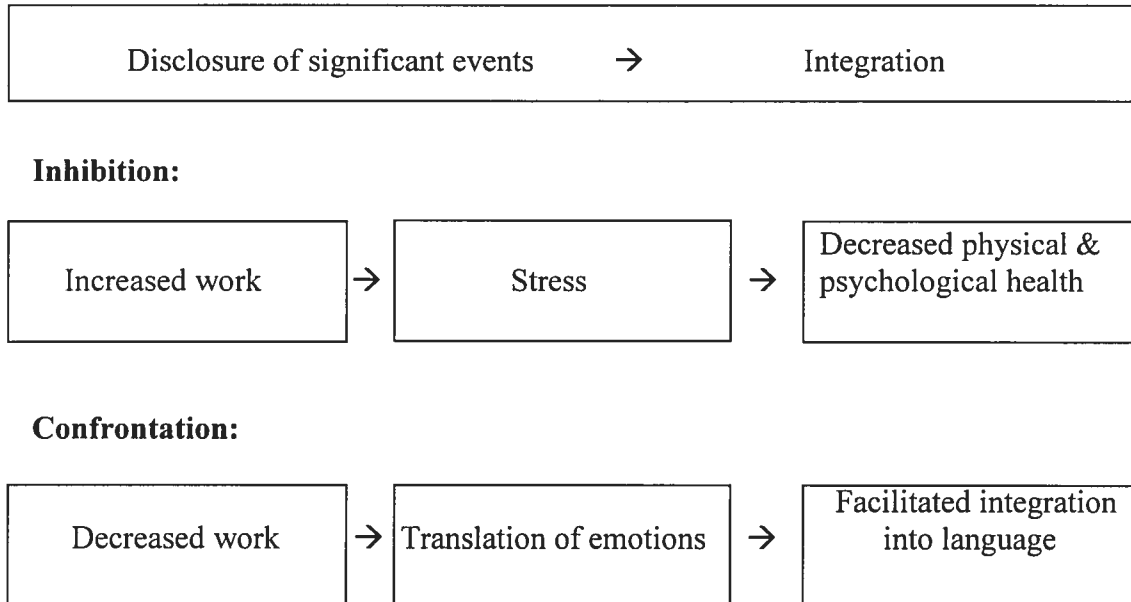 Disclosure of significant events → Integration
Inhibition:
Increased work → Stress → Decreased physical &
psychological health
Confrontation:
Decreased work → Translation of emotions → Facilitated integration
into language